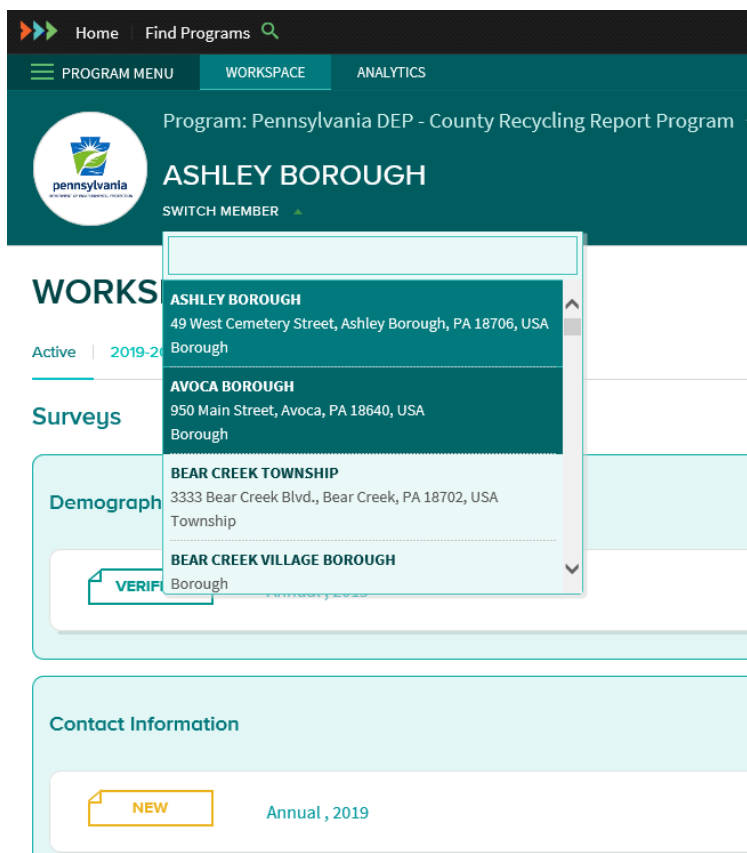 Home
Find Programs
PROGRAM MENU
WORKSPACE
ANALYTICS
Program: Pennsylvania DEP - County Recycling Report Program
pennsylvania
ASHLEY BOROUGH
SWITCH MEMBER
WORKS
ASHLEY BOROUGH
49 West Cemetery Street, Ashley Borough, PA 18706, USA
Borough
Active
2019-20
AVOCA BOROUGH
950 Main Street, Avoca, PA 18640, USA
Borough
Surveys
BEAR CREEK TOWNSHIP
3333 Bear Creek Blvd., Bear Creek, PA 18702, USA
Township
Demograph
BEAR CREEK VILLAGE BOROUGH
Borough
VERIFI
Contact Information
NEW
Annual , 2019